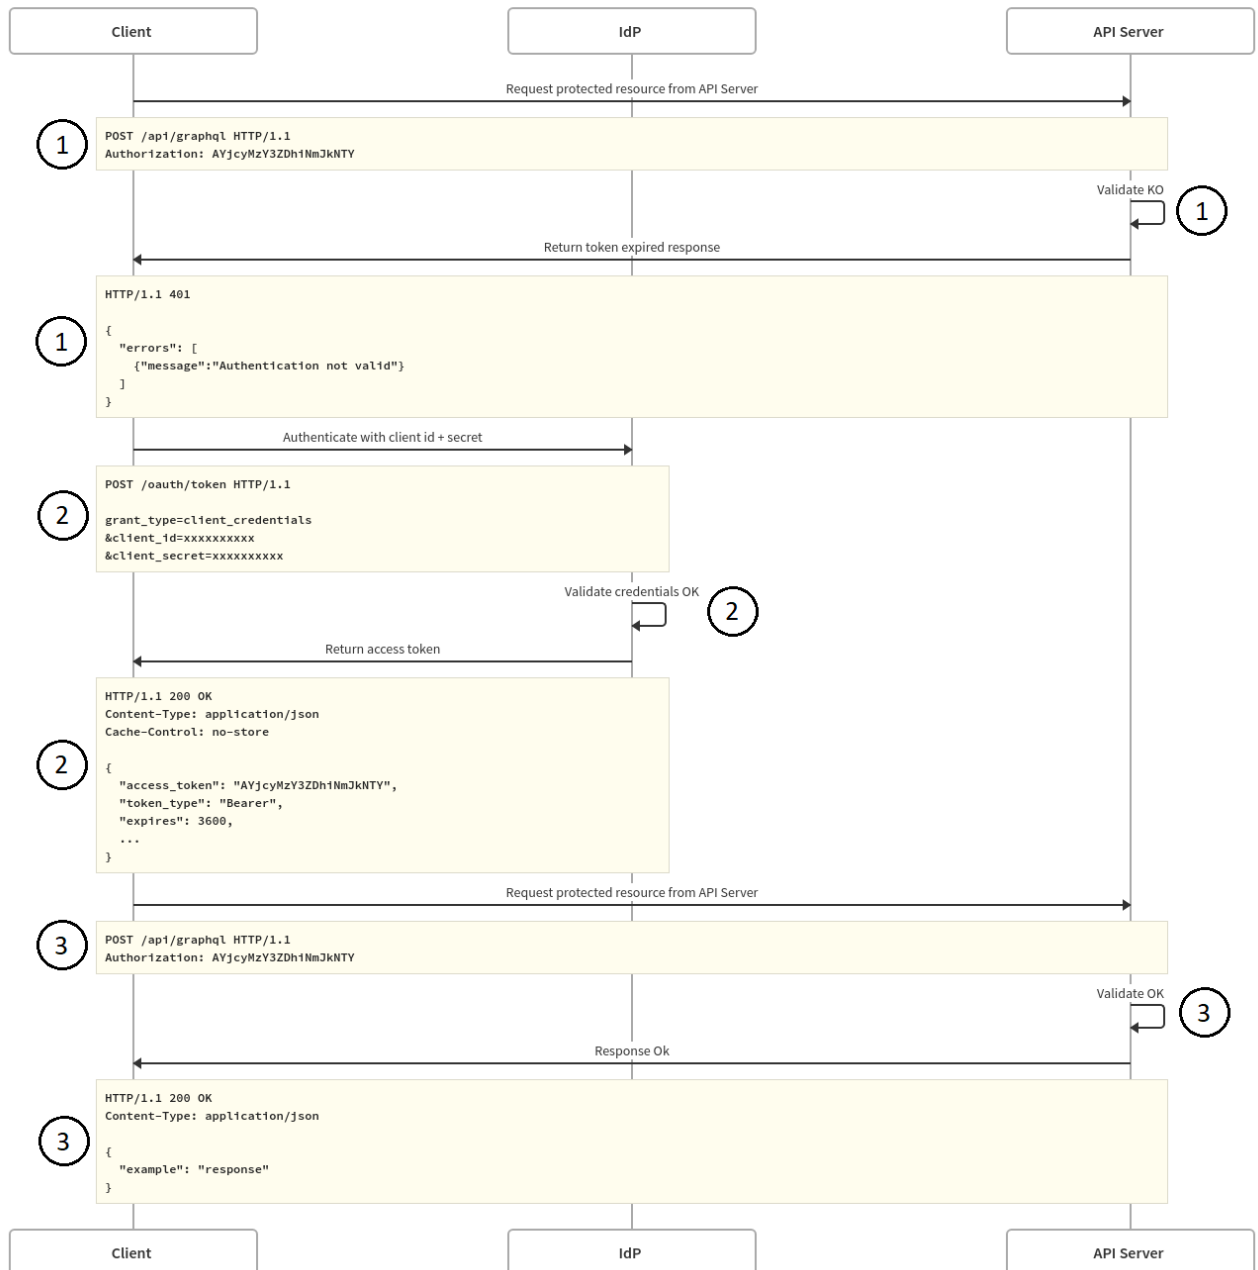 Client
IdP
API Server
Request protected resource from API Server
1
POST /api/graphql HTTP/1.1
Authorization: AYjcyMzY3ZDhiNmJkNTY
Validate KO
1
Return token expired response
1
HTTP/1.1 401
{
"errors": [
{"message":"Authentication not valid"}
]
}
Authenticate with client id + secret
2
POST /oauth/token HTTP/1.1
grant_type=client_credentials
&client_id=xxxxxxxxxx
&client_secret=xxxxxxxxxx
Validate credentials OK
2
Return access token
2
HTTP/1.1 200 OK
Content-Type: application/json
Cache-Control: no-store
{
"access_token": "AYjcyMzY3ZDhiNmJkNTY",
"token_type": "Bearer",
"expires": 3600,
...
}
Request protected resource from API Server
3
POST /api/graphql HTTP/1.1
Authorization: AYjcyMzY3ZDhiNmJkNTY
Validate OK
3
Response Ok
3
HTTP/1.1 200 OK
Content-Type: application/json
{
"example": "response"
}
Client
IdP
API Server